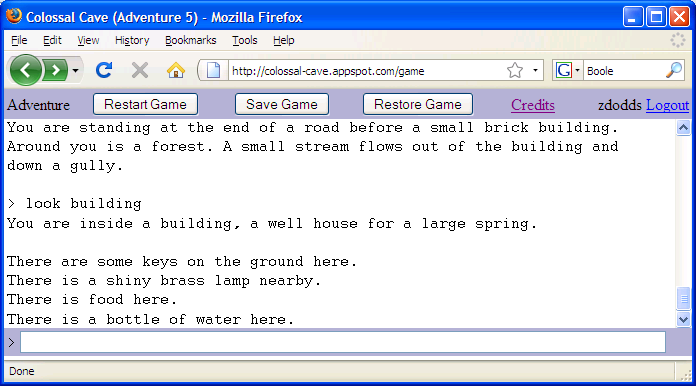 Colossal Cave (Adventure 5) - Mozilla Firefox
File Edit View History Bookmarks Tools Help
http://colossal-cave.appspot.com/game G Boole
Adventure Restart Game Save Game Restore Game Credits zdodds Logout
You are standing at the end of a road before a small brick building.
Around you is a forest. A small stream flows out of the building and
down a gully.
> look building
You are inside a building, a well house for a large spring.
There are some keys on the ground here.
There is a shiny brass lamp nearby.
There is food here.
There is a bottle of water here.
>
Done